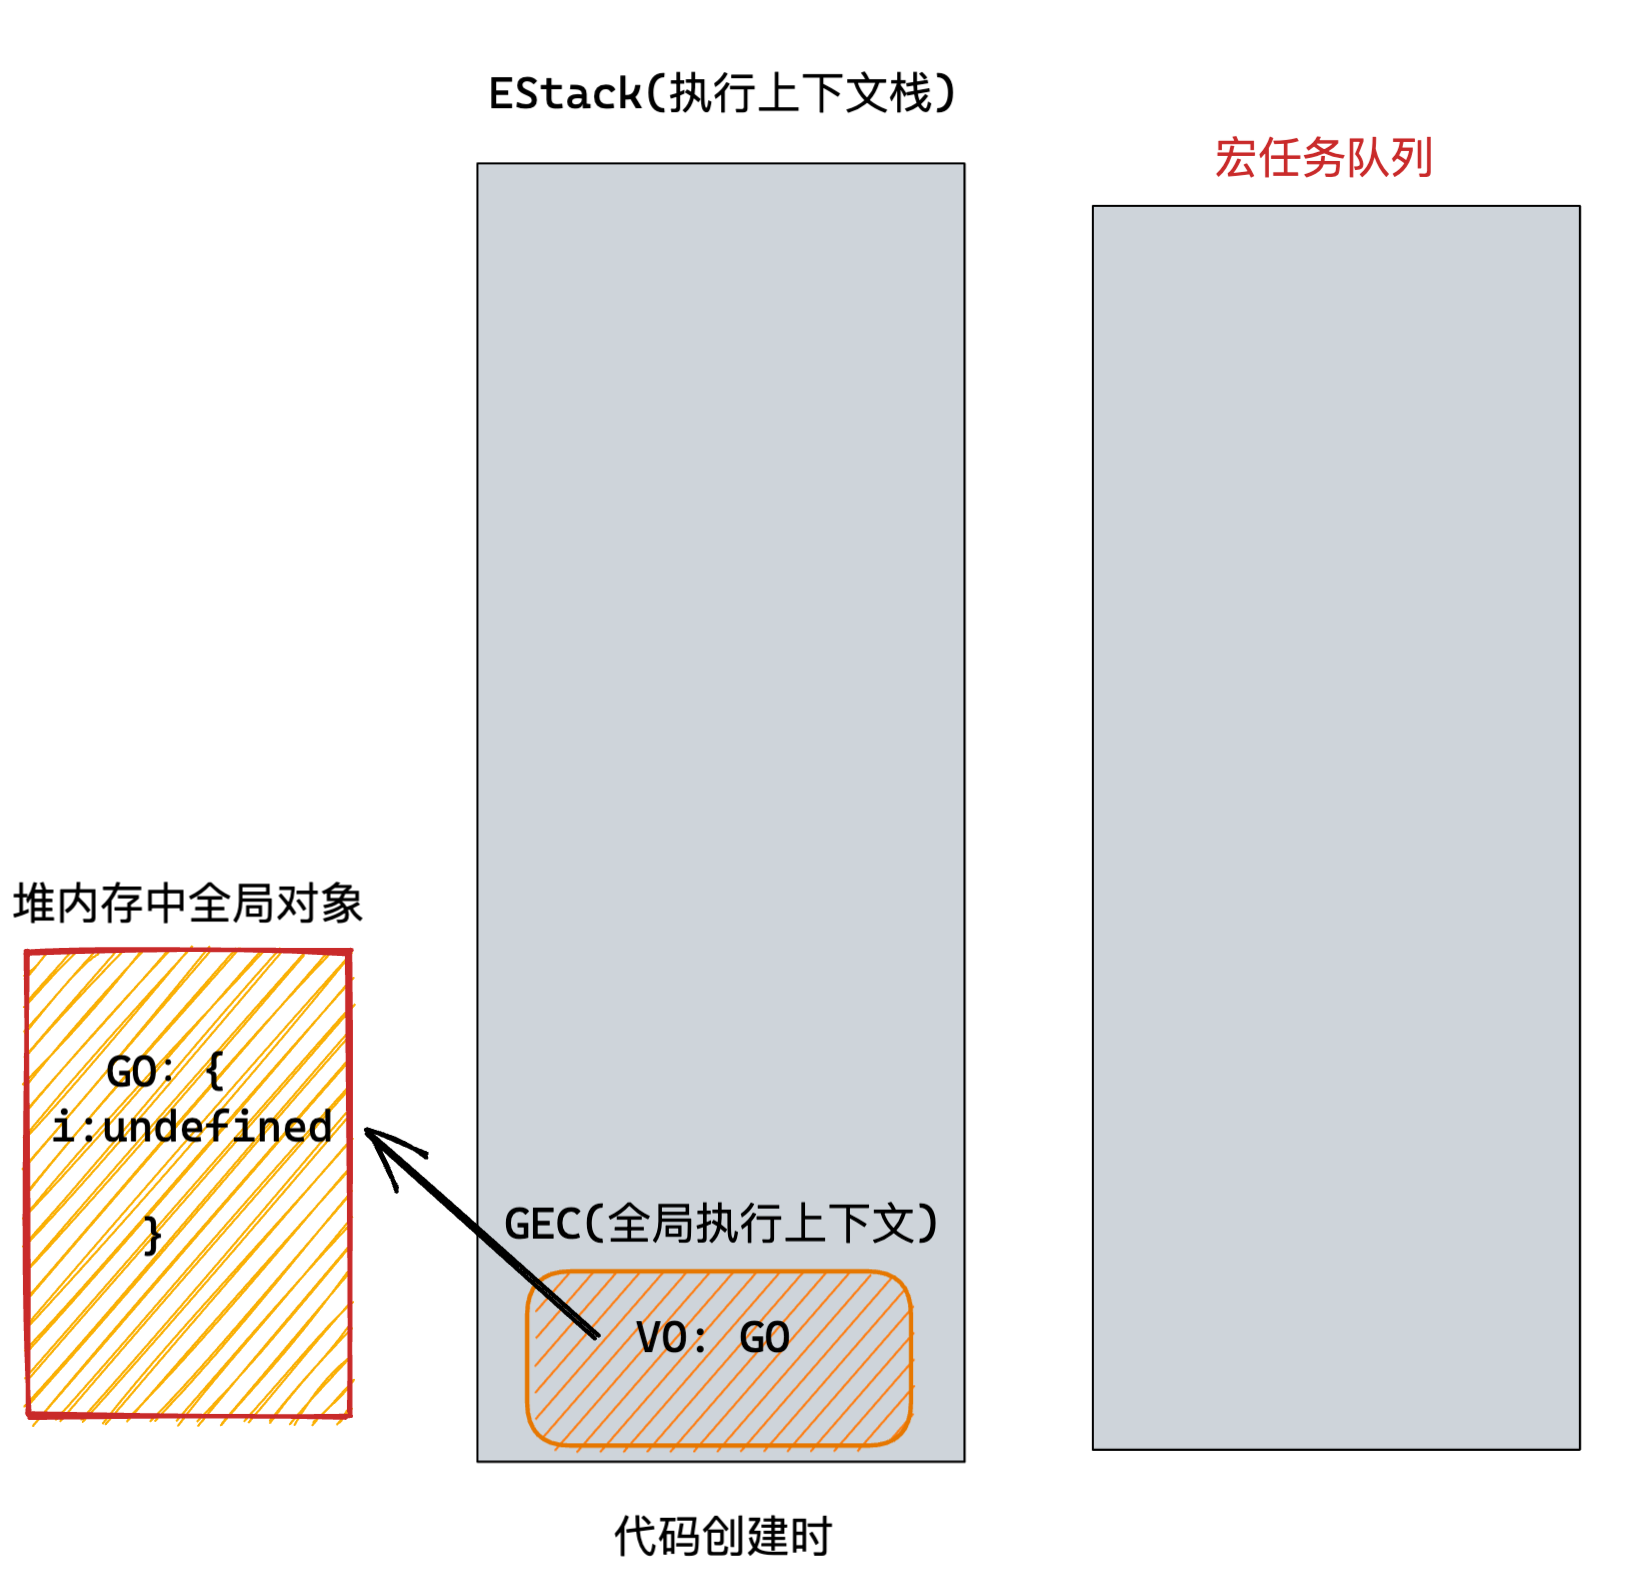 EStack(执行上下文栈)
宏任务队列
堆内存中全局对象
GO: {
i:undefined
}
GEC(全局执行上下文)
VO: GO
代码创建时